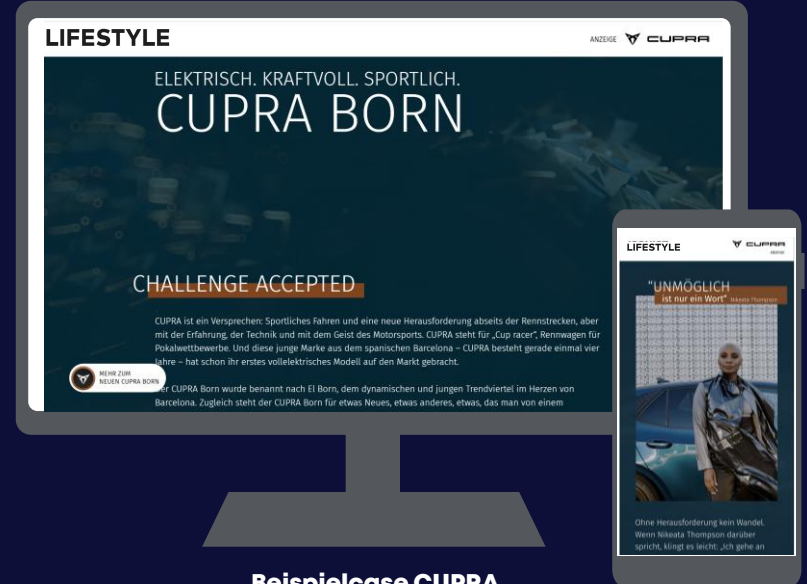 LIFESTYLE
ANZEIGE CUPRA
ELEKTRISCH. KRAFTVOLL. SPORTLICH.
CUPRA BORN
CHALLENGE ACCEPTED
CUPRA ist ein Versprechen: Sportliches Fahren und eine neue Herausforderung abseits der Rennstrecken, aber
mit der Erfahrung, der Technik und mit dem Geist des Motorsports. CUPRA steht für „Cup racer“, Rennwagen für
Pokalwettbewerbe. Und diese junge Marke aus dem spanischen Barcelona – CUPRA besteht gerade einmal vier
Jahre – hat schon ihr erstes vollelektrisches Modell auf den Markt gebracht.
MEHR ZUM
NEUEN CUPRA BORN
er CUPRA Born wurde benannt nach El Born, dem dynamischen und jungen Trendviertel im Herzen von
Barcelona. Zugleich steht der CUPRA Born für etwas Neues, etwas anderes, etwas, das man von einem
LIFESTYLE
CUPRA
ANZEIGE
"UNMÖGLICH
ist nur ein Wort" Nikeata Thompson
Ohne Herausforderung kein Wandel.
Wenn Nikeata Thompson darüber
spricht, klingt es leicht: „Ich gehe an
Beispielcase CUPRA